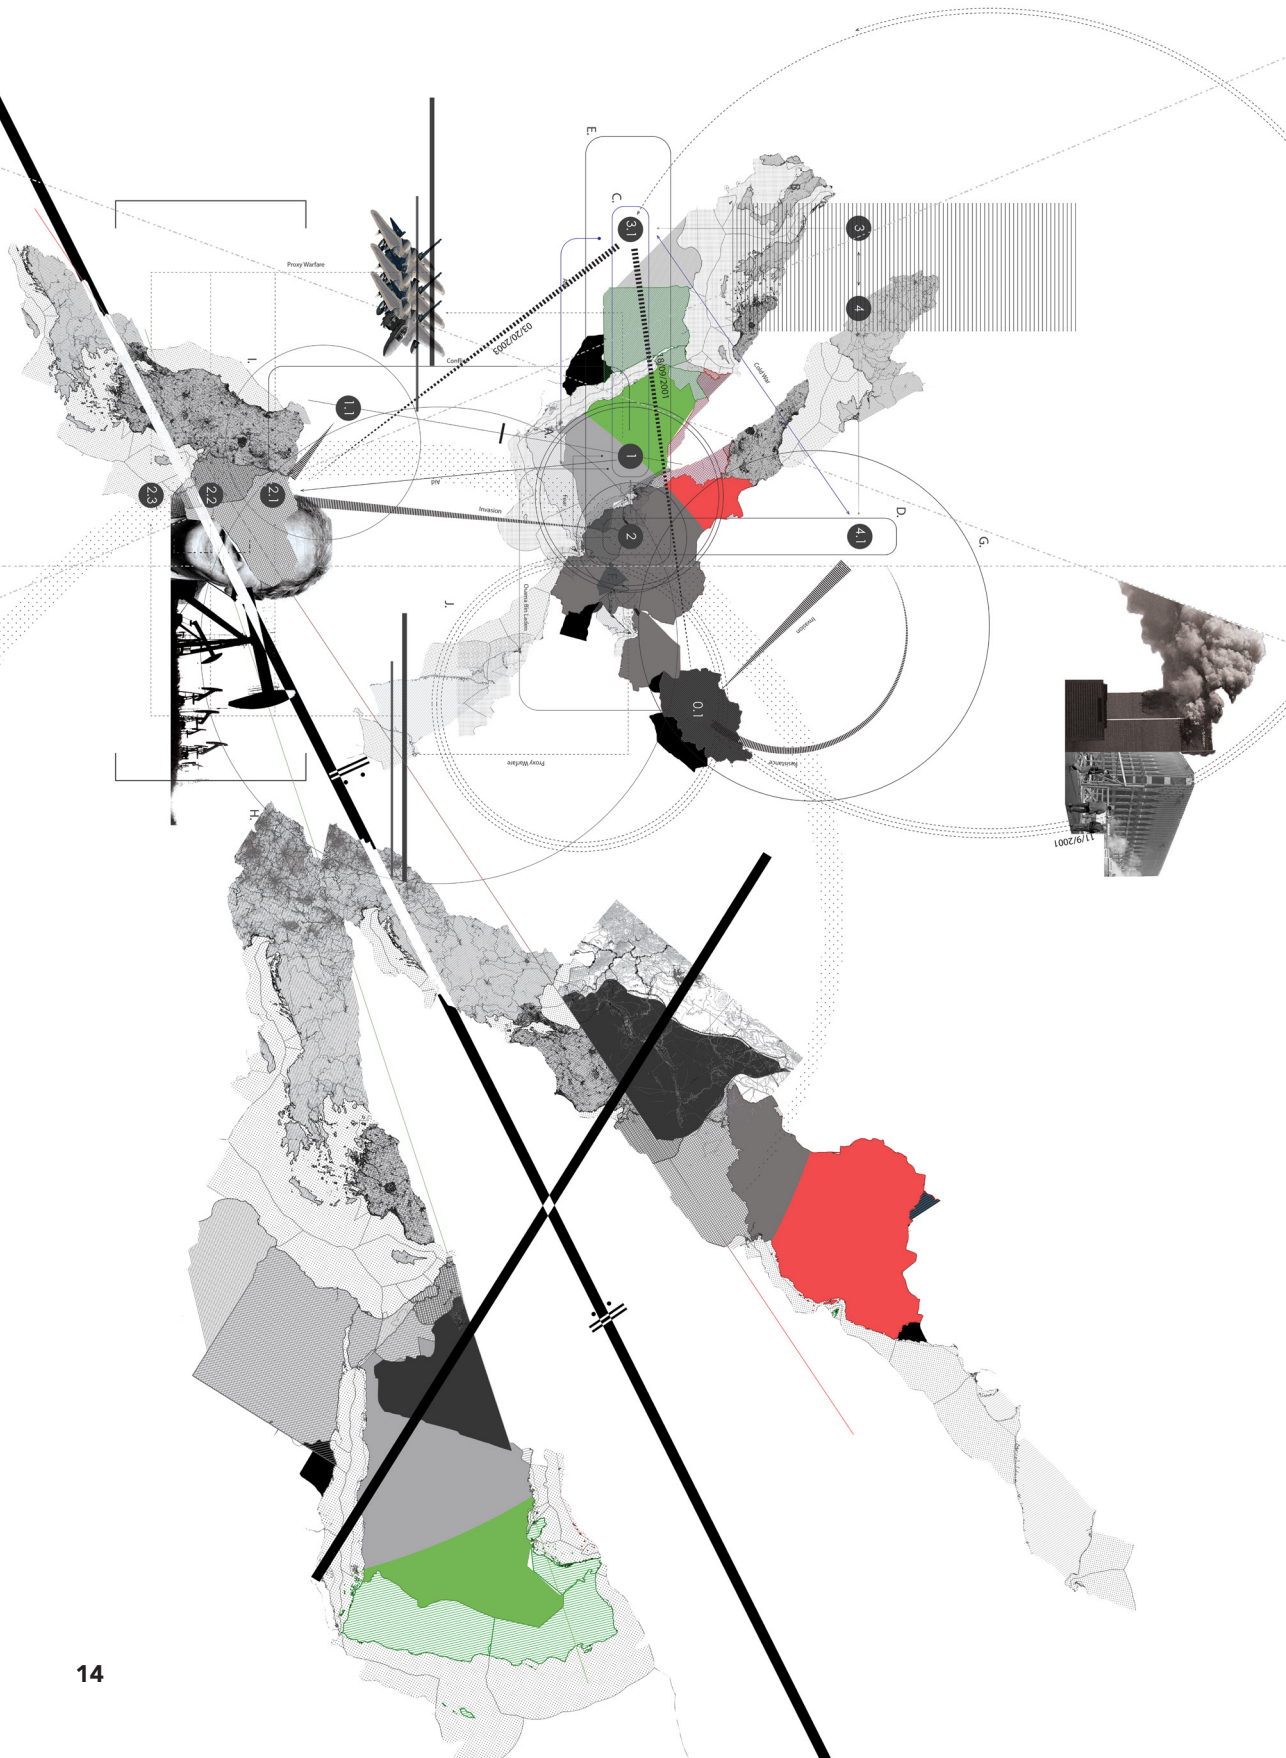 E.
B.
C.
3.1
3
Proxy Warfare
4
03/20/2003
I.
Conflict
18/09/2001
Cold War
1.1
A.
1
Aid
2.3
2.2
2.1
Fear
Invasion
D.
2
4.1
G.
F.
Osama Bin Laden
J.
Invasion
0.1
Proxy Warfare
Resistance
H.
11/9/2001
14